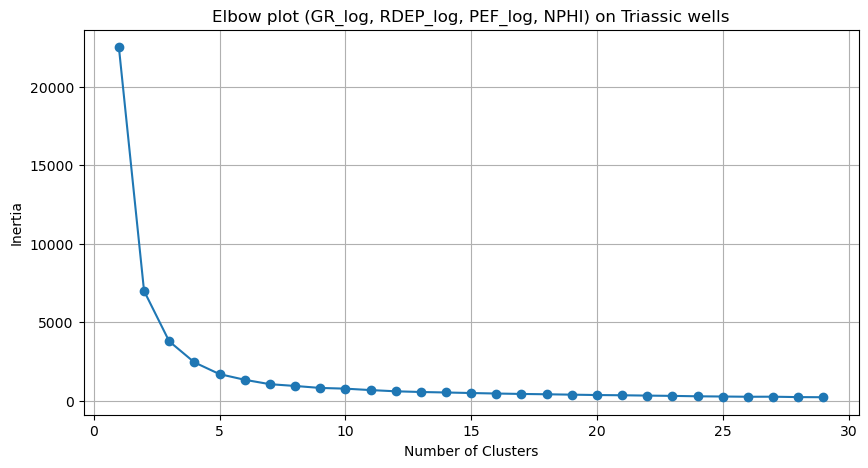 Elbow plot (GR_log, RDEP_log, PEF_log, NPHI) on Triassic wells
Inertia
20000
15000
10000
5000
0
0 5 10 15 20 25 30
Number of Clusters